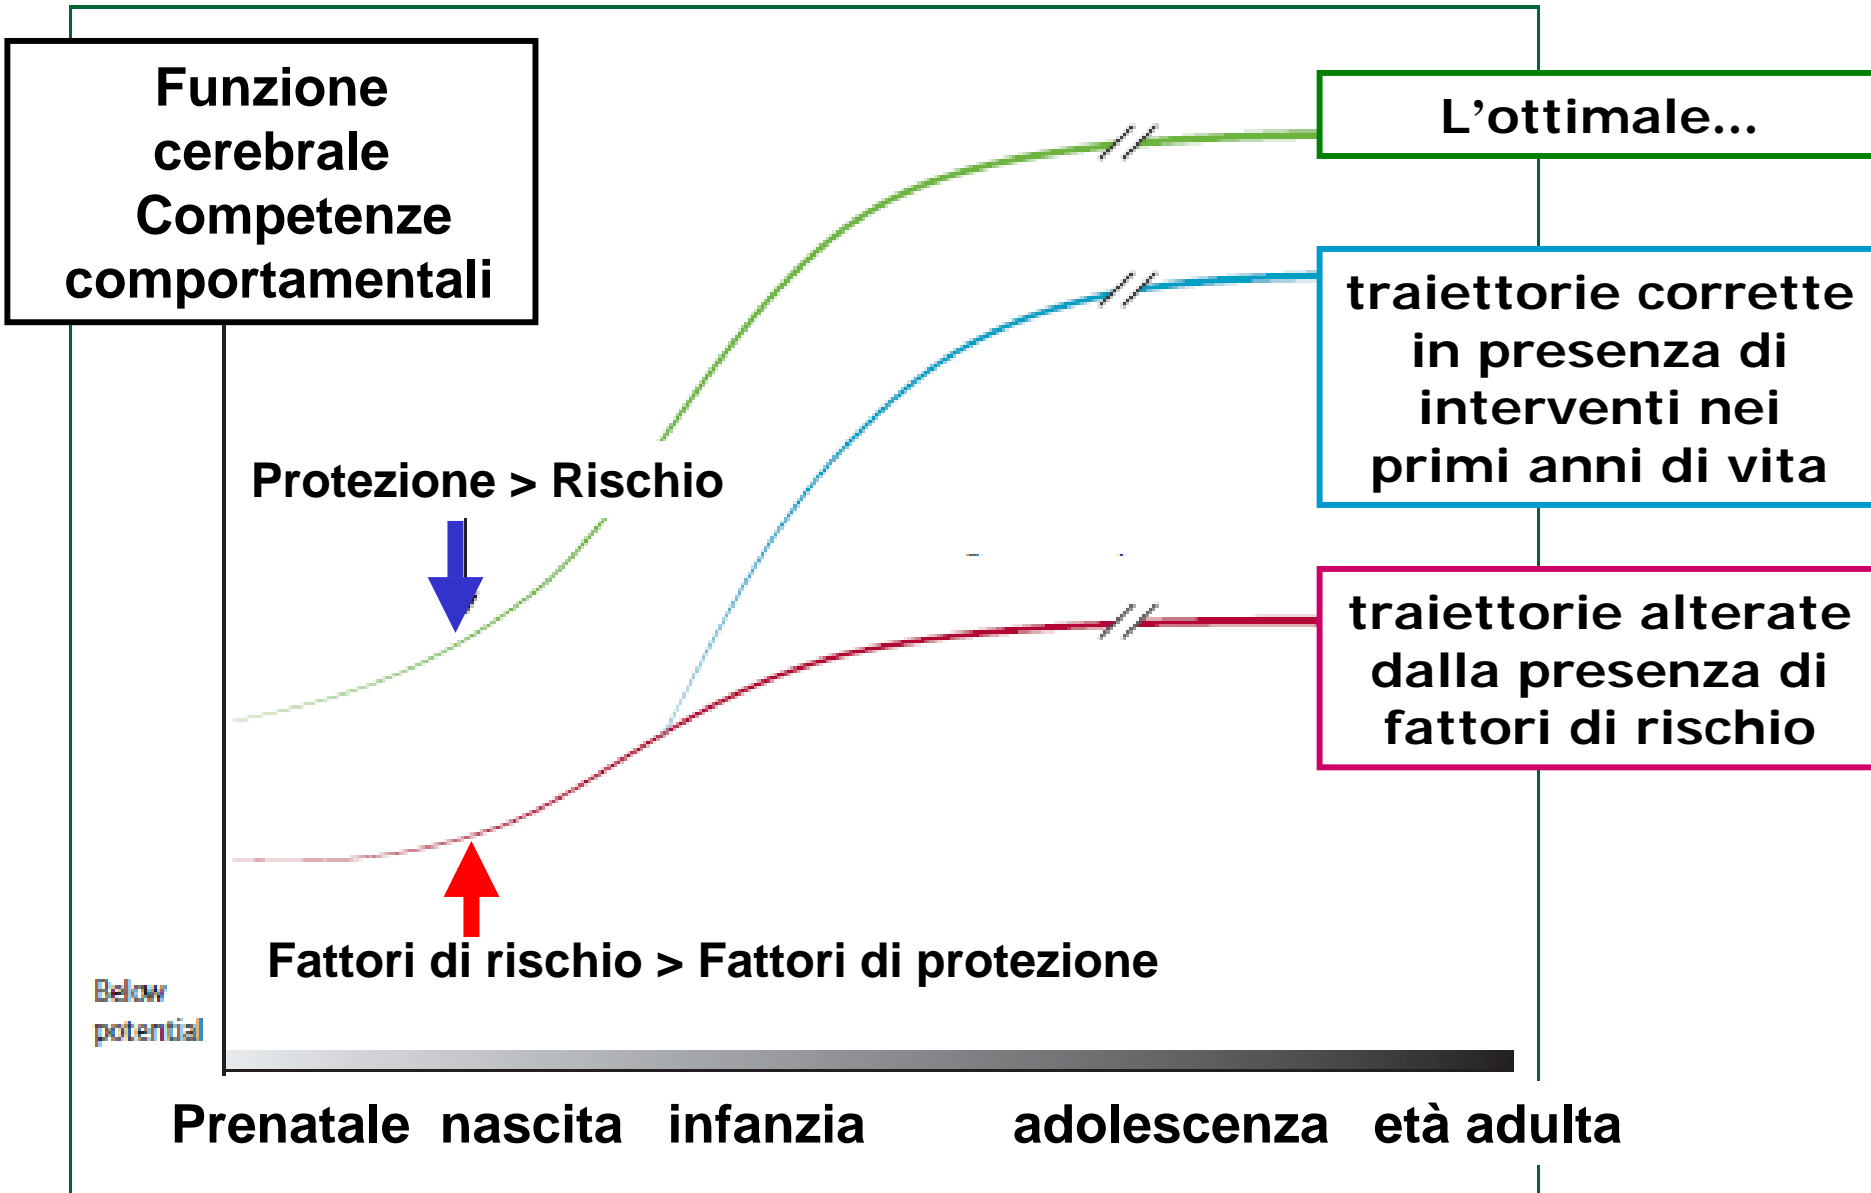 Funzione
cerebrale
Competenze
comportamentali
L'ottimale...
traiettorie corrette
in presenza di
interventi nei
primi anni di vita
Protezione > Rischio
traiettorie alterate
dalla presenza di
fattori di rischio
Fattori di rischio > Fattori di protezione
Below
potential
Prenatale nascita infanzia adolescenza età adulta